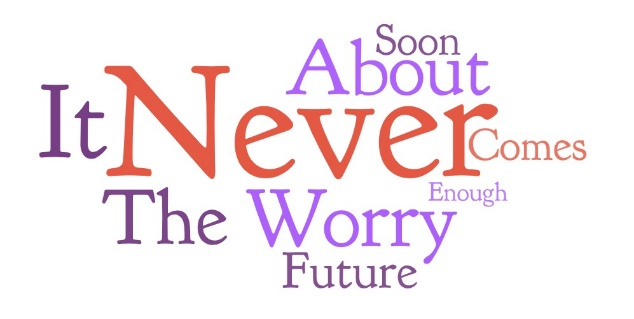 Soon
About
It Never
Comes
The Worry
Enough
Future